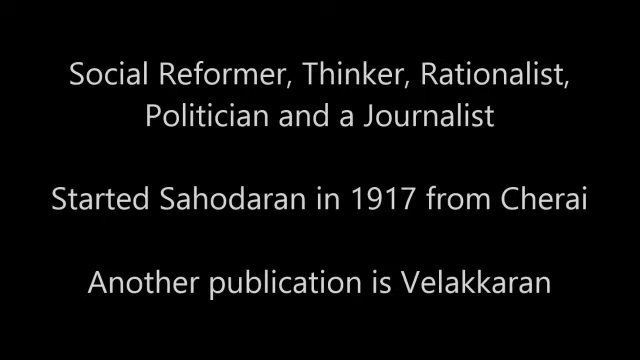 Social Reformer, Thinker, Rationalist,
Politician and a Journalist
Started Sahodaran in 1917 from Cherai
Another publication is Velakkaran